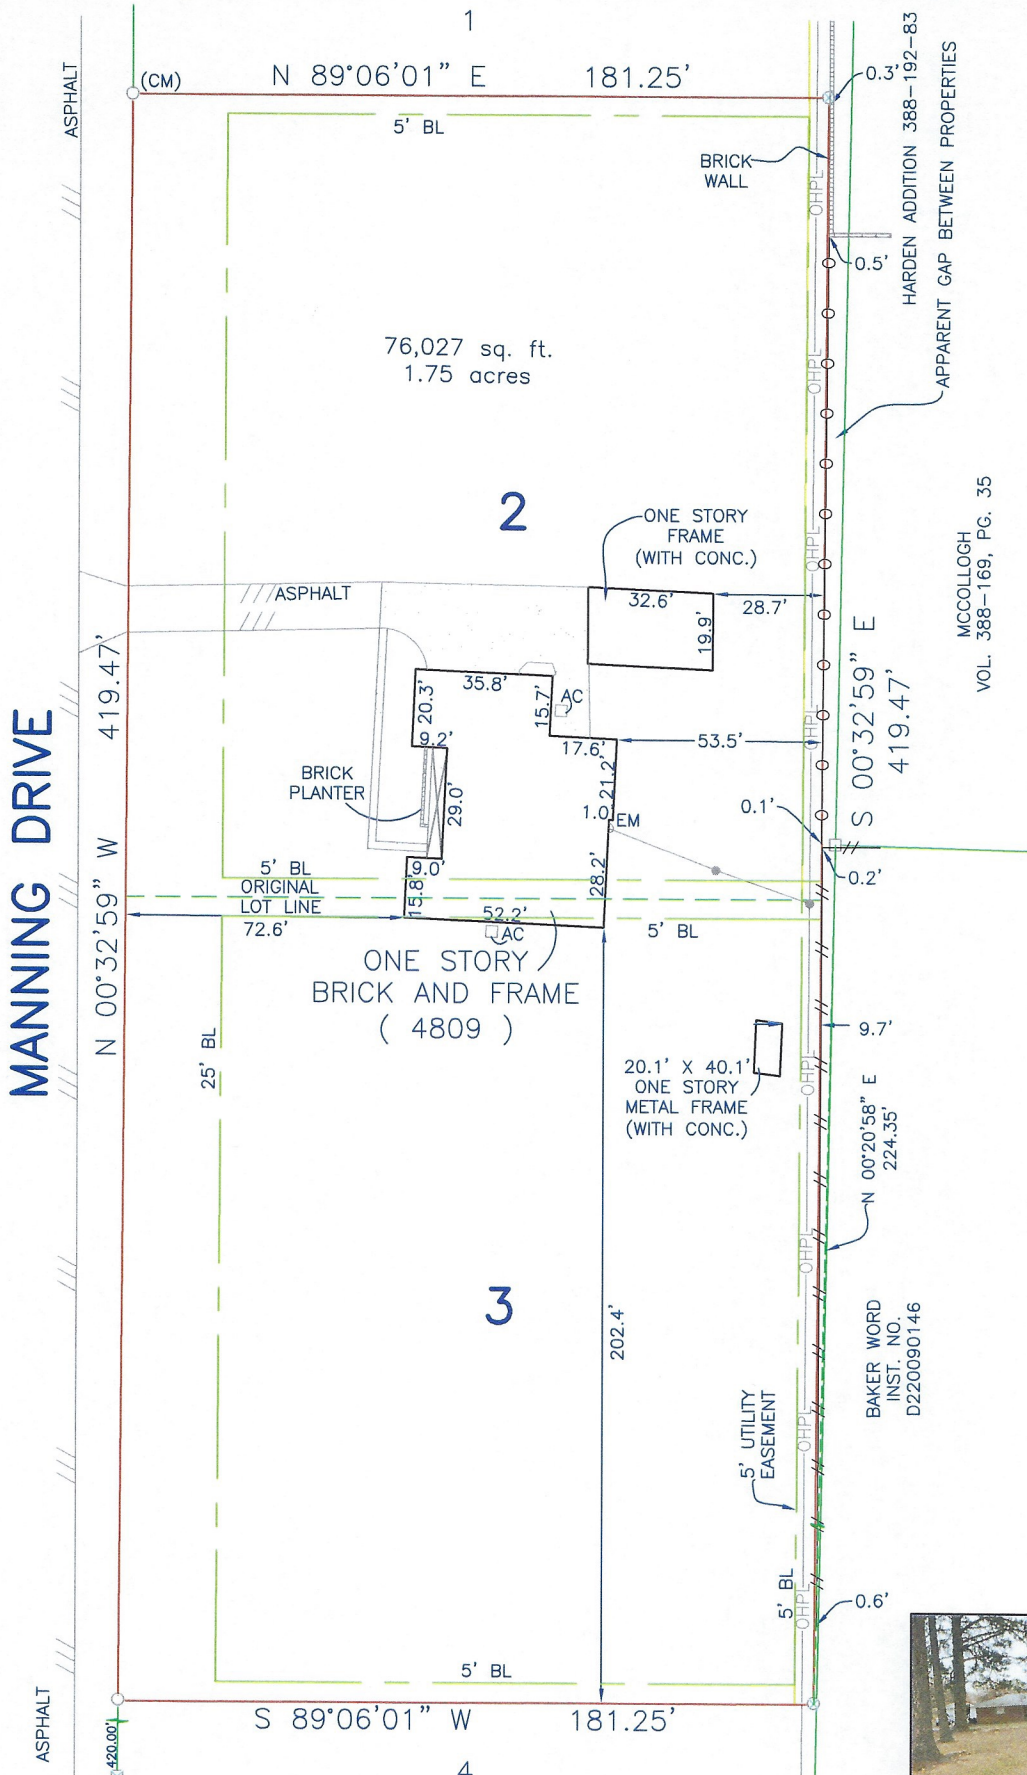 1
N 89°06'01" E 181.25'
(CM)
ASPHALT
5' BL
0.3'
BRICK
WALL
OHPL
0.5'
HARDEN ADDITION 388-192-83
APPARENT GAP BETWEEN PROPERTIES
76,027 sq. ft.
1.75 acres
OHPL
2
ONE STORY
FRAME
(WITH CONC.)
OHPL
MCCOLLOGH
VOL. 388-169, PG. 35
ASPHALT
32.6'
19.9'
28.7'
S 00°32'59" E
419.47'
MANNING DRIVE
N 00°32'59" W 419.47'
35.8'
20.3'
15.7'
AC
9.2'
17.6'
53.5'
OHPL
BRICK
PLANTER
29.0'
21.2'
1.0'
EM
0.1'
0.2'
5' BL
ORIGINAL
LOT LINE
72.6'
15.8'
9.0'
28.2'
52.2'
AC
5' BL
ONE STORY
BRICK AND FRAME
( 4809 )
25' BL
9.7'
20.1' X 40.1'
ONE STORY
METAL FRAME
(WITH CONC.)
OHPL
N 00°20'58" E
224.35'
OHPL
3
202.4'
BAKER WORD
INST. NO.
D220090146
5' UTILITY
EASEMENT
OHPL
5' BL
OHPL
0.6'
5' BL
ASPHALT
420.00'
S 89°06'01" W 181.25'
4